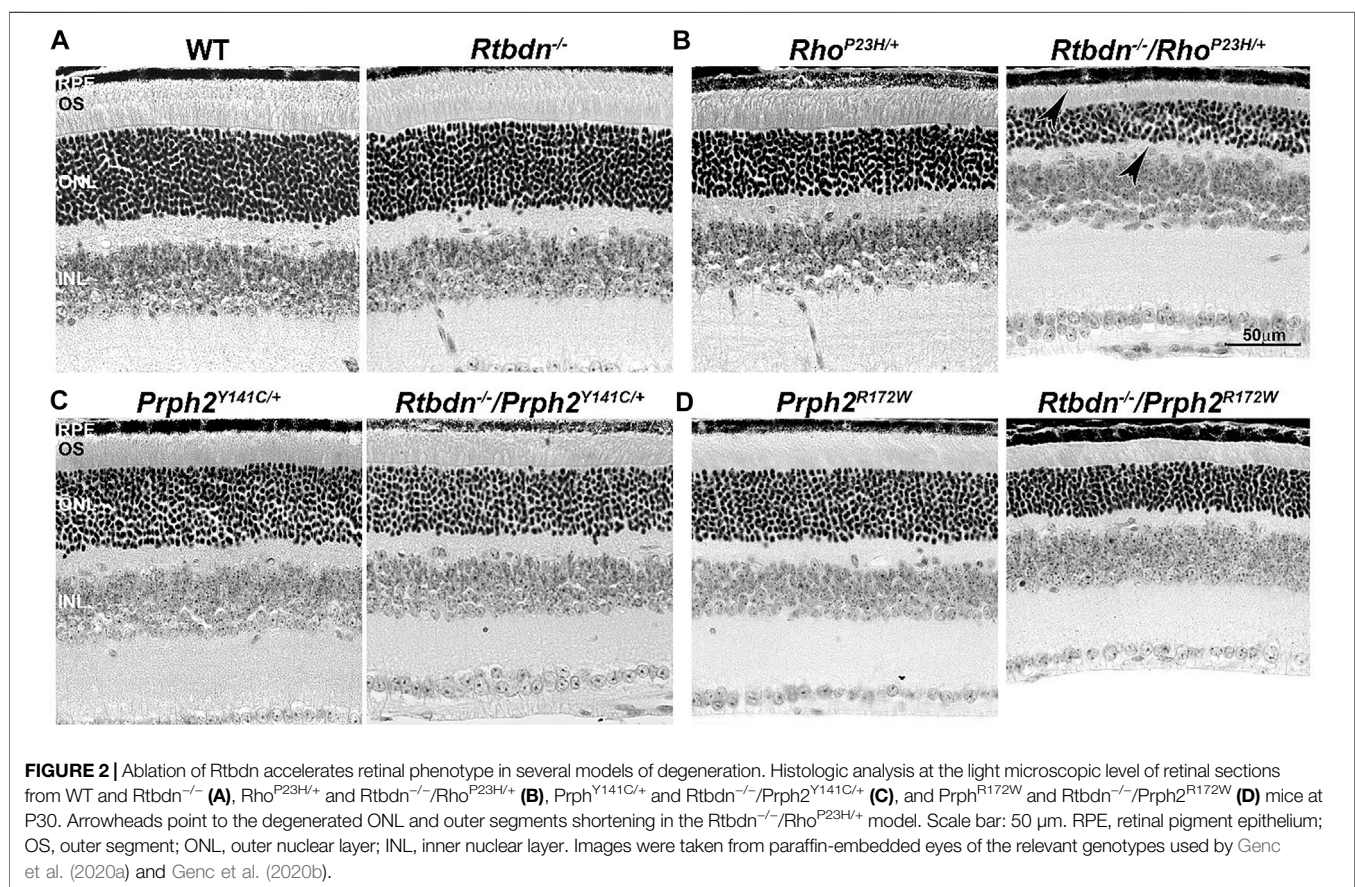 A WT Rtbdn-/- B RhoP23H/+ Rtbdn-/-/RhoP23H/+
RPE
OS
ONL
INL
50μm
C Prph2Y141C/+ Rtbdn-/-/Prph2Y141C/+ D Prph2R172W Rtbdn-/-/Prph2R172W
RPE
OS
ONL
INL
FIGURE 2 | Ablation of Rtbdn accelerates retinal phenotype in several models of degeneration. Histologic analysis at the light microscopic level of retinal sections
from WT and Rtbdn−/− (A), RhoP23H/+ and Rtbdn−/−/RhoP23H/+ (B), PrphY141C/+ and Rtbdn−/−/Prph2Y141C/+ (C), and PrphR172W and Rtbdn−/−/Prph2R172W (D) mice at
P30. Arrowheads point to the degenerated ONL and outer segments shortening in the Rtbdn−/−/RhoP23H/+ model. Scale bar: 50 μm. RPE, retinal pigment epithelium;
OS, outer segment; ONL, outer nuclear layer; INL, inner nuclear layer. Images were taken from paraffin-embedded eyes of the relevant genotypes used by Genc
et al. (2020a) and Genc et al. (2020b).